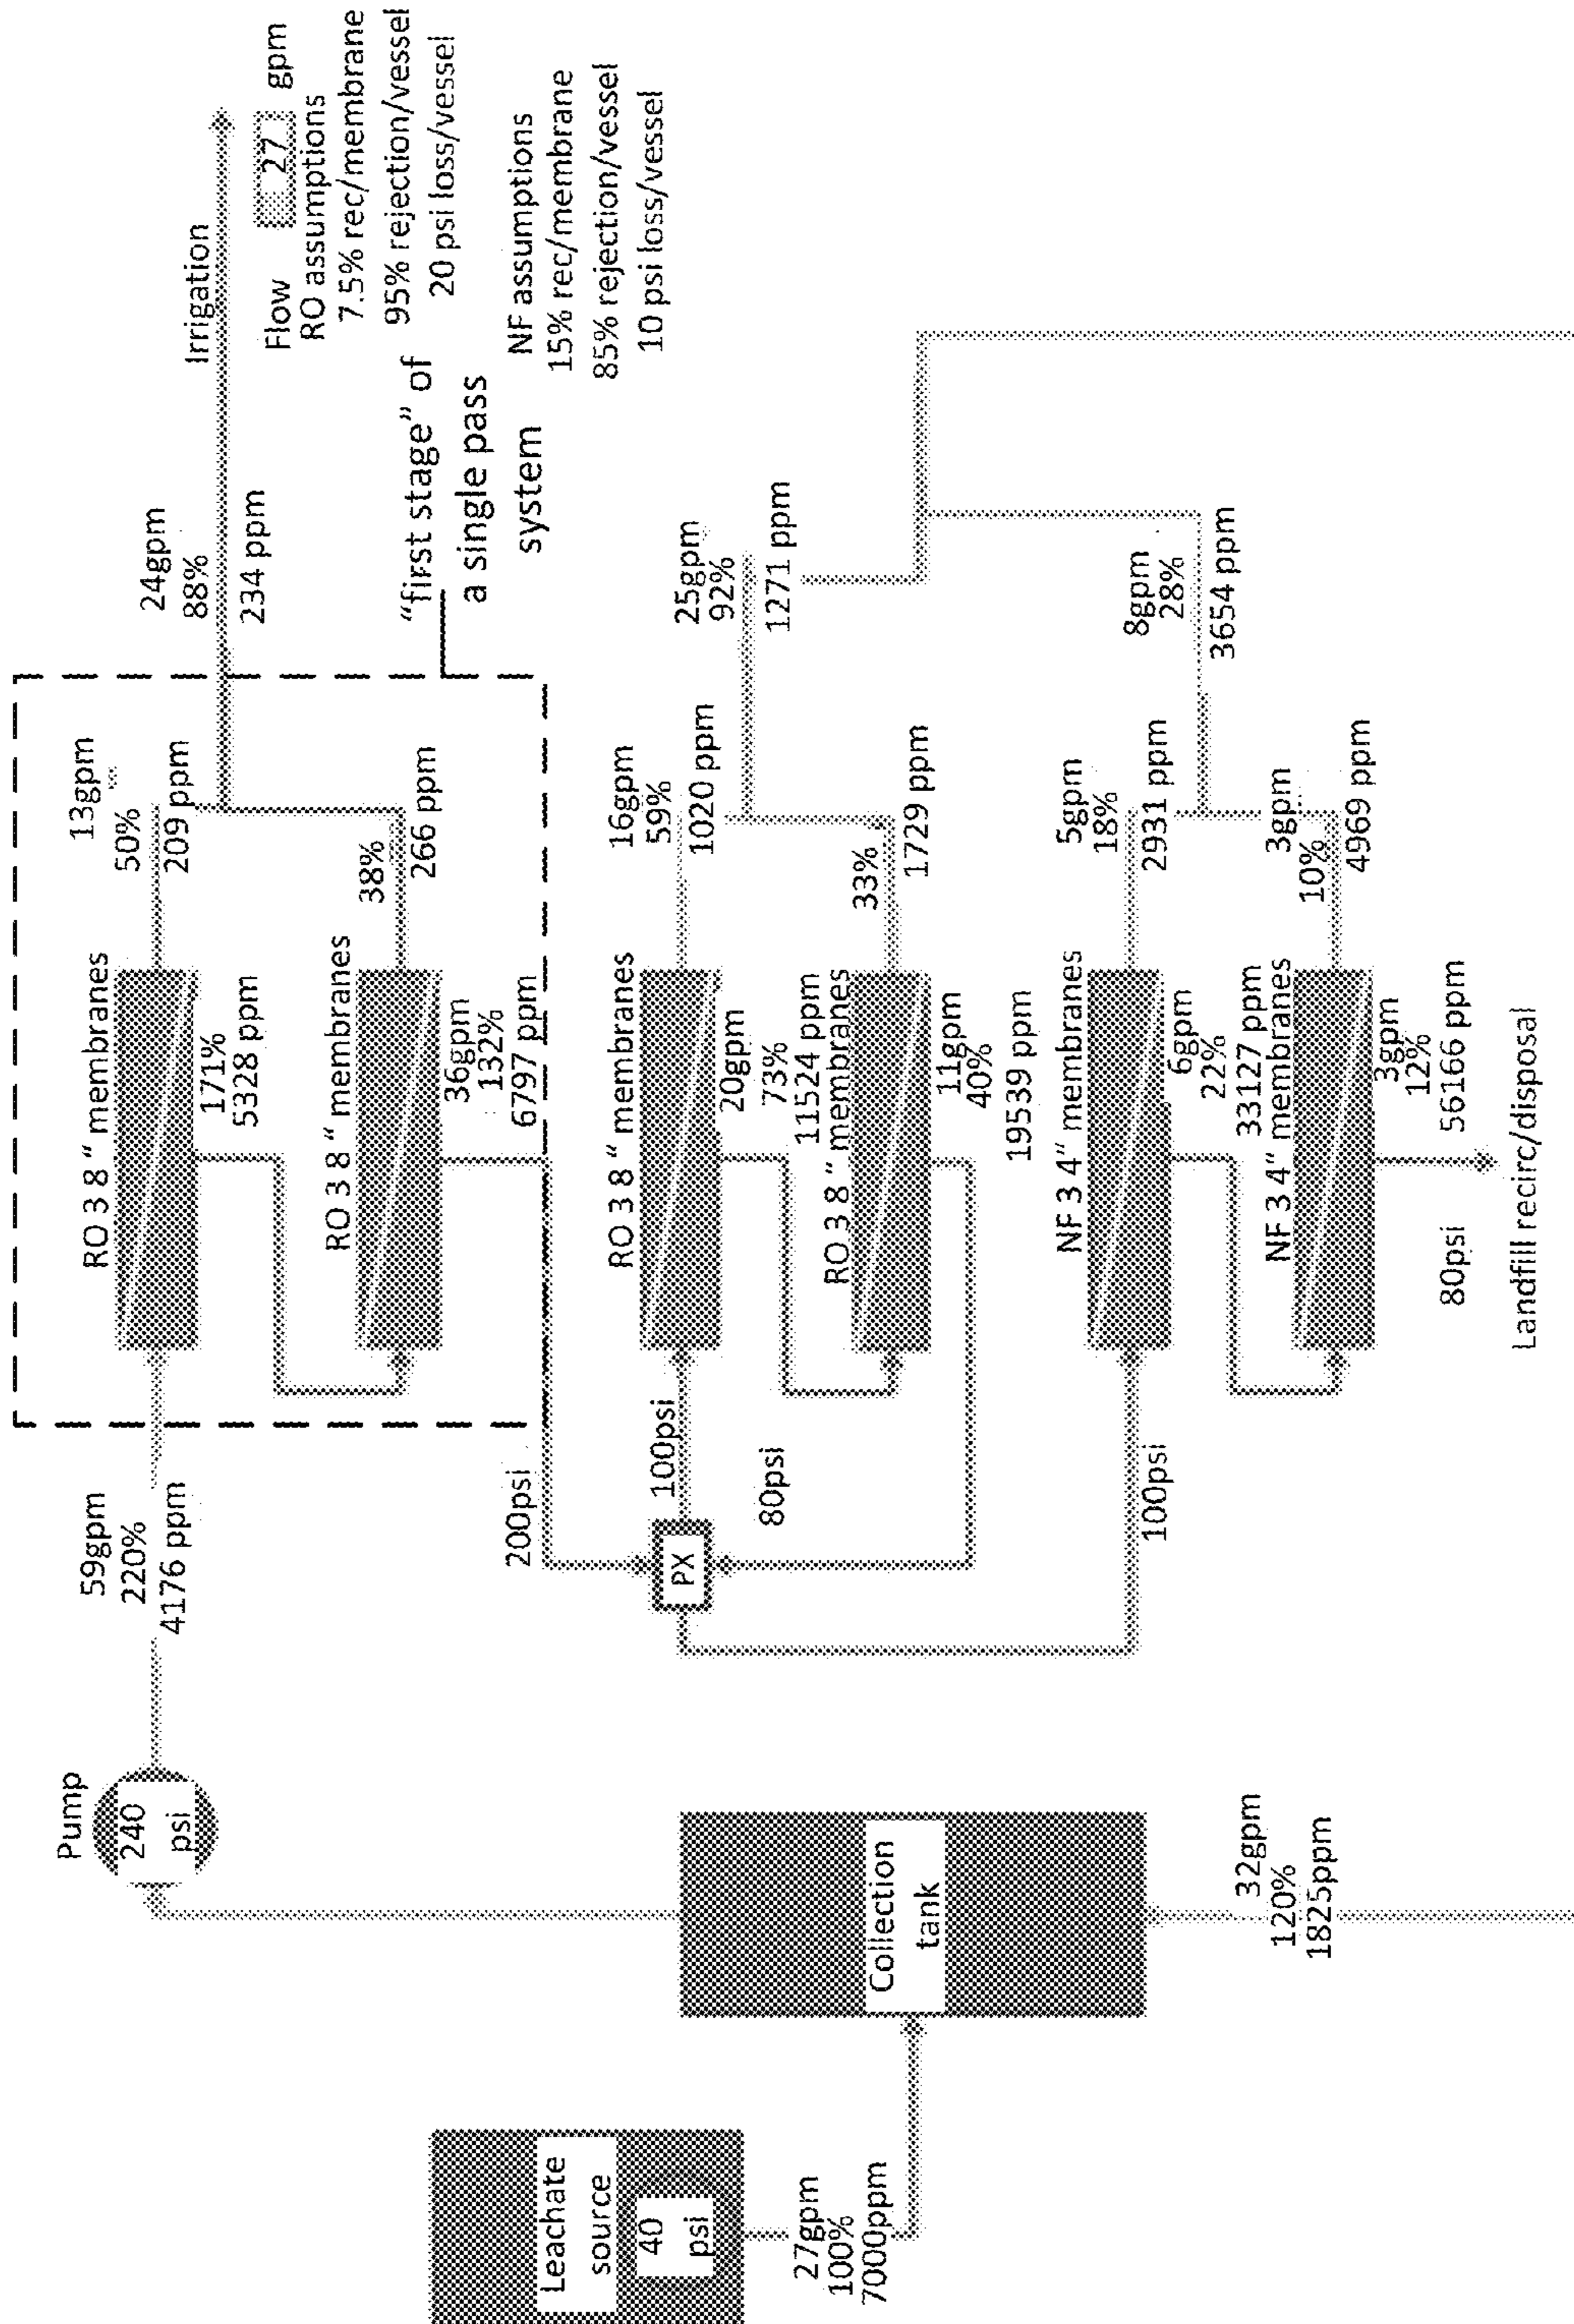 Leachate
source
40
psi
27gpm
100%
7000ppm
Collection
tank
32gpm
120%
1825ppm
Pump
240
psi
59gpm
220%
4176 ppm
RO 3 8 “ membranes
13gpm
50%
209 ppm
171%
5328 ppm
RO 3 8 “ membranes
38%
266 ppm
36gpm
132%
6797 ppm
24gpm
88%
234 ppm
Irrigation
Flow 27 gpm
RO assumptions
7.5% rec/membrane
95% rejection/vessel
20 psi loss/vessel
NF assumptions
15% rec/membrane
85% rejection/vessel
10 psi loss/vessel
“first stage” of
a single pass
system
200psi
PX
100psi
80psi
RO 3 8 “ membranes
16gpm
59%
1020 ppm
20gpm
73%
11524 ppm
RO 3 8 “ membranes
33%
1729 ppm
11gpm
40%
19539 ppm
25gpm
92%
1271 ppm
100psi
NF 3 4“ membranes
5gpm
18%
2931 ppm
6gpm
22%
33127 ppm
NF 3 4“ membranes
3gpm
10%
4969 ppm
3gpm
12%
56166 ppm
8gpm
28%
3654 ppm
80psi
Landfill recirc/disposal